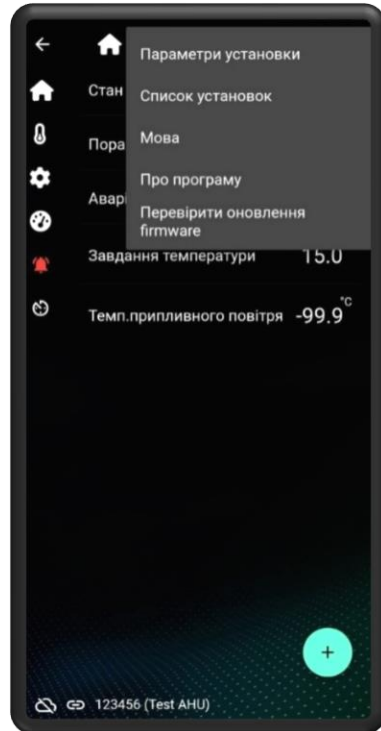 Параметри установки
Стан
Список установок
Пора
Мова
Про програму
Авар
Перевірити оновлення
firmware
Завдання температури 15.0
Темп.припливного повітря -99.9 °C
123456 (Test AHU)